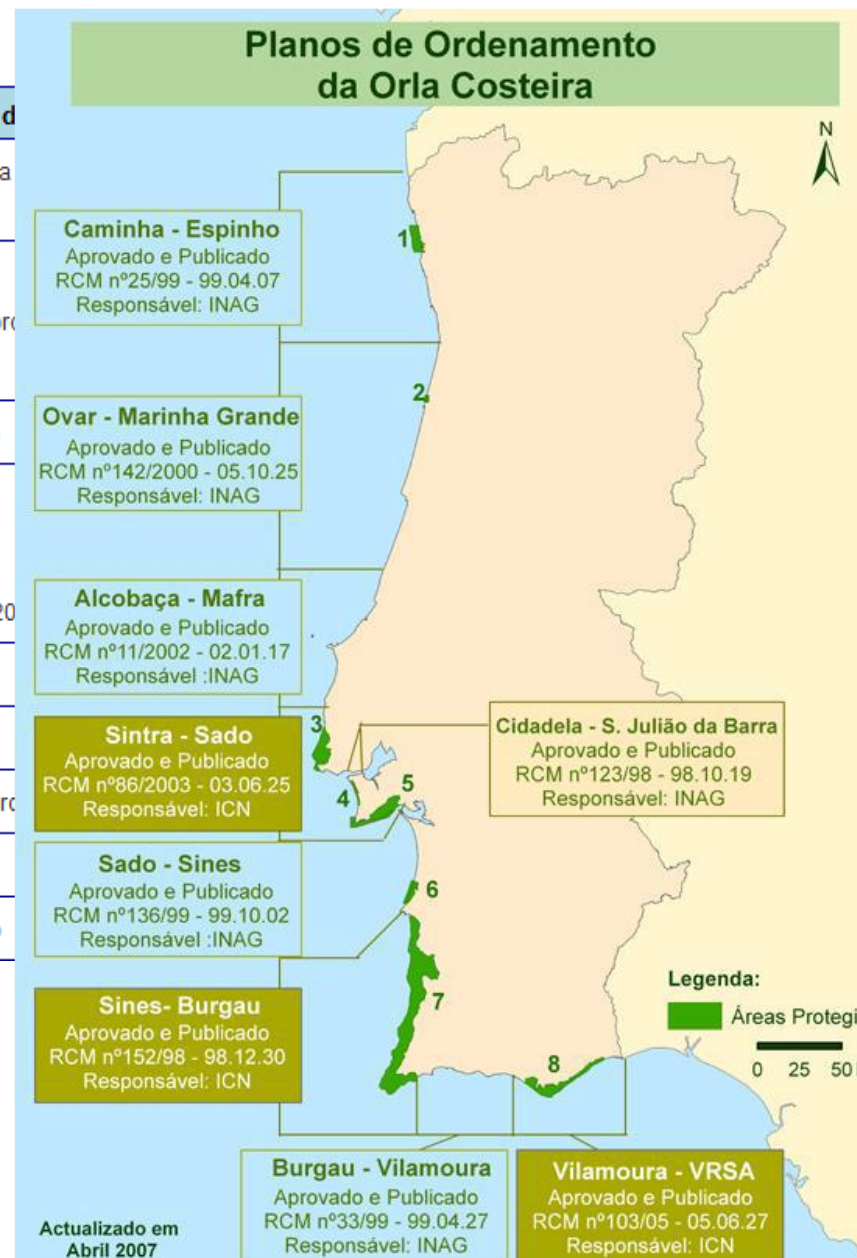 Planos de Ordenamento
da Orla Costeira
N
Caminha - Espinho
Aprovado e Publicado
RCM nº25/99 - 99.04.07
Responsável: INAG
1
2
Ovar - Marinha Grande
Aprovado e Publicado
RCM nº142/2000 - 05.10.25
Responsável: INAG
Alcobaça - Mafra
Aprovado e Publicado
RCM nº11/2002 - 02.01.17
Responsável :INAG
3
Sintra - Sado
Aprovado e Publicado
RCM nº86/2003 - 03.06.25
Responsável: ICN
Cidadela - S. Julião da Barra
Aprovado e Publicado
RCM nº123/98 - 98.10.19
Responsável: INAG
4
5
Sado - Sines
Aprovado e Publicado
RCM nº136/99 - 99.10.02
Responsável :INAG
6
Sines- Burgau
Aprovado e Publicado
RCM nº152/98 - 98.12.30
Responsável: ICN
7
Legenda:
Áreas Protegi
0 25 50
8
Burgau - Vilamoura
Aprovado e Publicado
RCM nº33/99 - 99.04.27
Responsável: INAG
Vilamoura - VRSA
Aprovado e Publicado
RCM nº103/05 - 05.06.27
Responsável: ICN
Actualizado em
Abril 2007